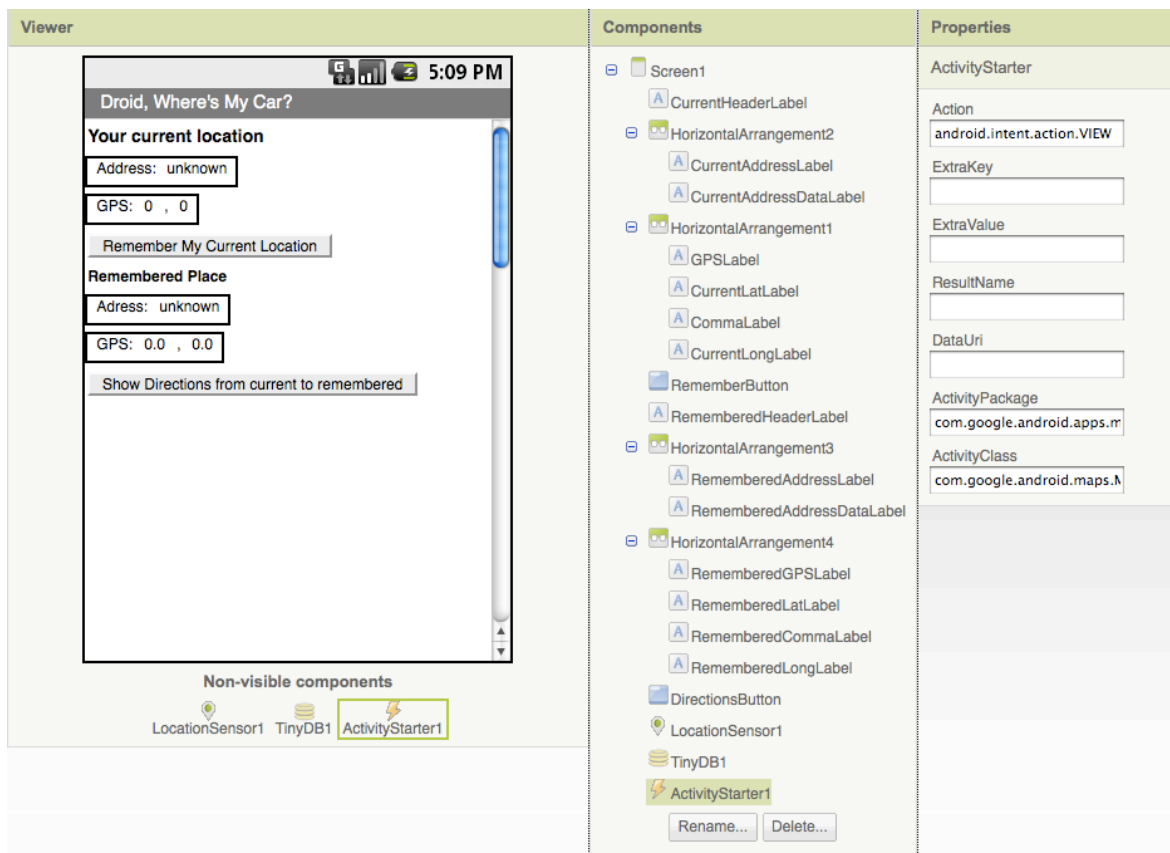 Viewer
5:09 PM
Droid, Where's My Car?
Your current location
Address: unknown
GPS: 0 , 0
Remember My Current Location
Remembered Place
Adress: unknown
GPS: 0.0 , 0.0
Show Directions from current to remembered
Non-visible components
LocationSensor1 TinyDB1 ActivityStarter1
Components
Screen1
CurrentHeaderLabel
HorizontalArrangement2
CurrentAddressLabel
CurrentAddressDataLabel
HorizontalArrangement1
GPSLabel
CurrentLatLabel
CommaLabel
CurrentLongLabel
RememberButton
RememberedHeaderLabel
HorizontalArrangement3
RememberedAddressLabel
RememberedAddressDataLabel
HorizontalArrangement4
RememberedGPSLabel
RememberedLatLabel
RememberedCommaLabel
RememberedLongLabel
DirectionsButton
LocationSensor1
TinyDB1
ActivityStarter1
Rename... Delete...
Properties
ActivityStarter
Action
android.intent.action.VIEW
ExtraKey
ExtraValue
ResultName
DataUri
ActivityPackage
com.google.android.apps.m
ActivityClass
com.google.android.maps.M